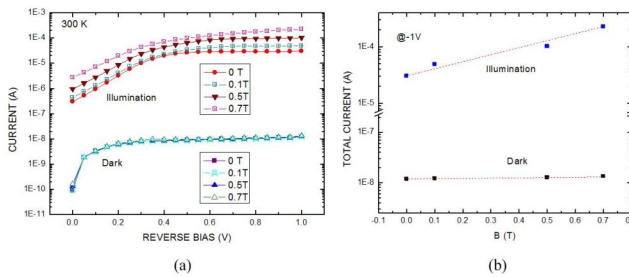 300 K
1E-3
1E-4
1E-5
1E-6
1E-7
1E-8
1E-9
1E-10
1E-11
CURRENT (A)
Illumination
0 T
0.1T
0.5T
0.7T
Dark
0 T
0.1T
0.5T
0.7T
0.0 0.2 0.4 0.6 0.8 1.0
REVERSE BIAS (V)
(a)
@-1V
1E-4
1E-5
1E-7
1E-8
TOTAL CURRENT (A)
Illumination
Dark
-0.1 0.0 0.1 0.2 0.3 0.4 0.5 0.6 0.7
B (T)
(b)